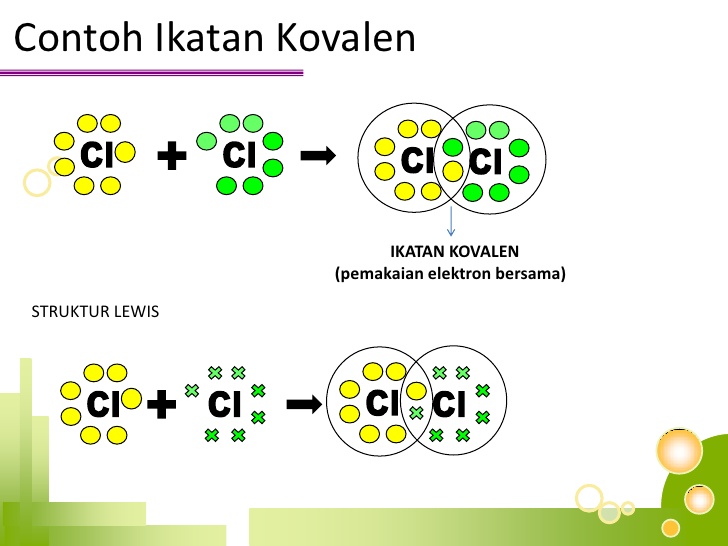 Contoh Ikatan Kovalen
Cl + Cl → Cl Cl
IKATAN KOVALEN
(pemakaian elektron bersama)
STRUKTUR LEWIS
Cl + Cl → Cl Cl